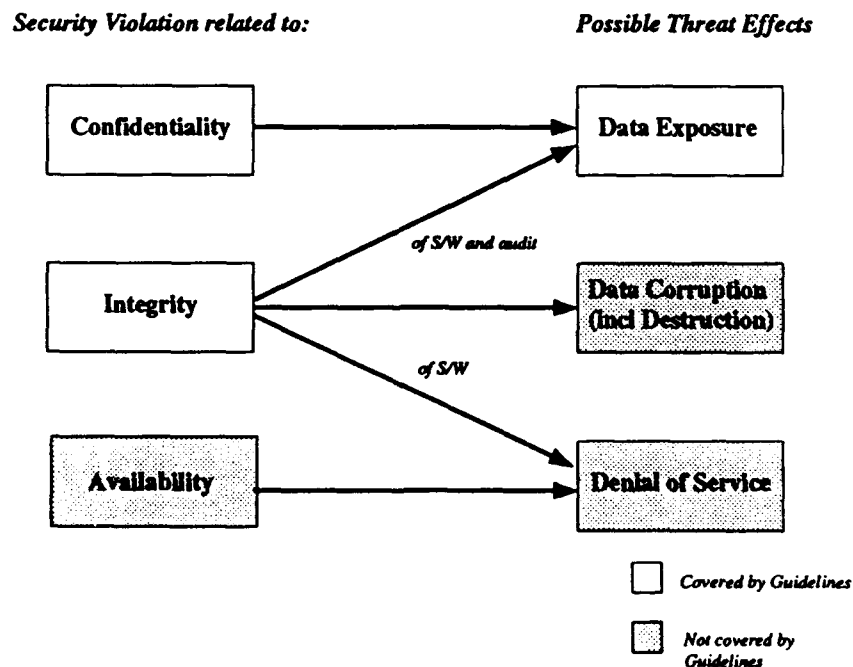 Security Violation related to:
Possible Threat Effects
Confidentiality
Data Exposure
of S/W and audit
Integrity
Data Corruption
(Incl Destruction)
of S/W
Availability
Denial of Service
Covered by Guidelines
Not covered by
Guidelines